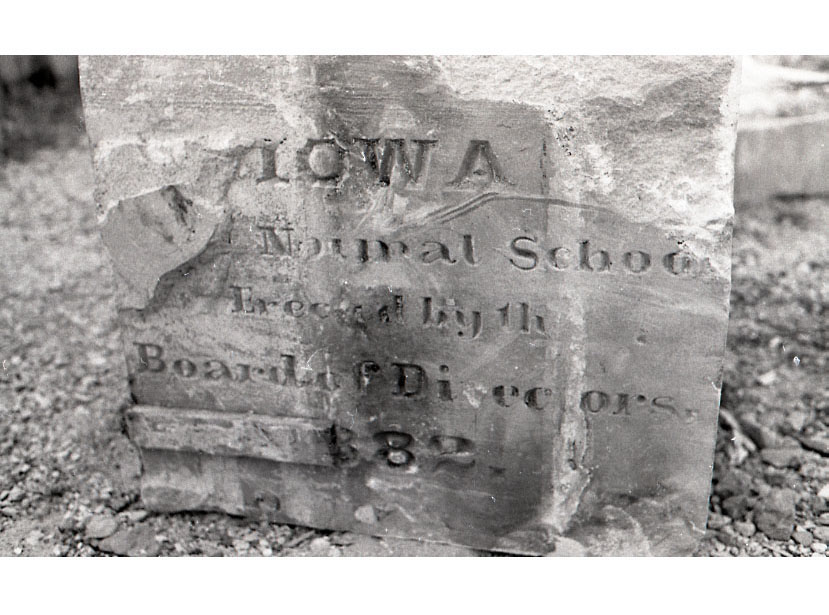 IOWA
Normal Schoo
Erected by th
Board of Directors,
882.